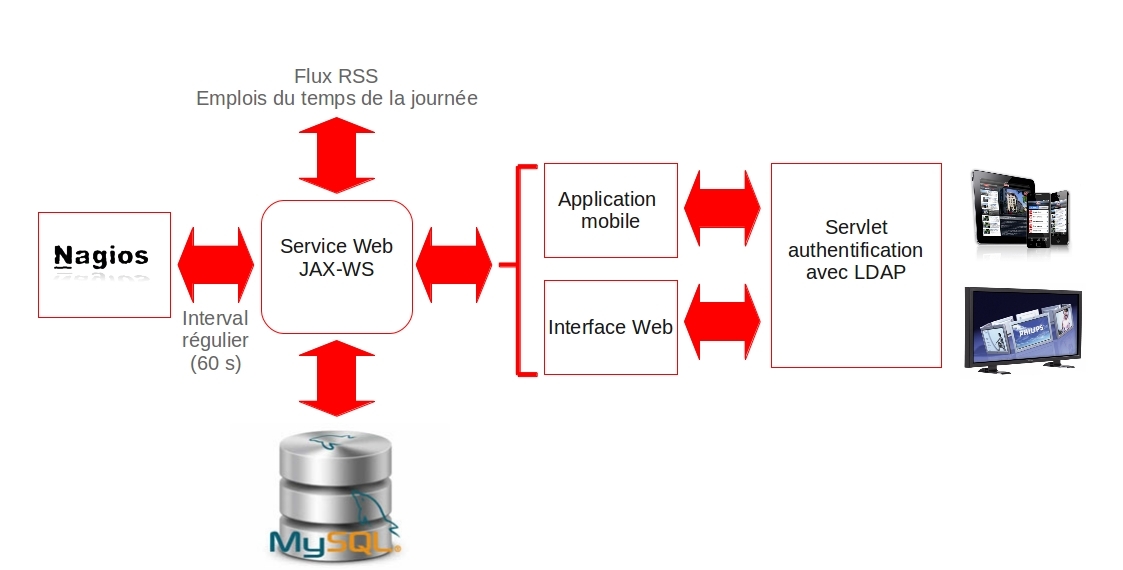 Flux RSS
Emplois du temps de la journée
Nagios
Interval
régulier
(60 s)
Service Web
JAX-WS
MySQL
Application
mobile
Interface Web
Servlet
authentification
avec LDAP
PHILIPS